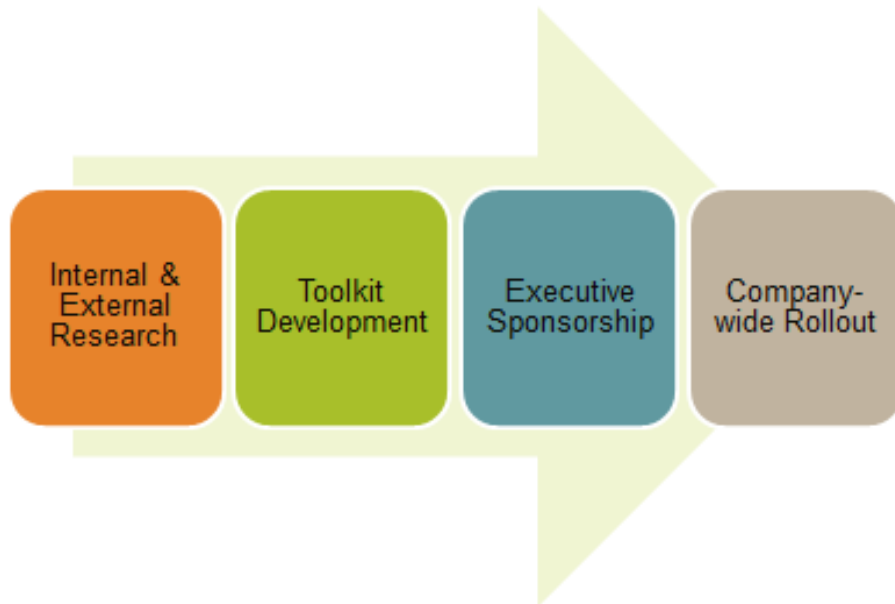 Internal &
External
Research
Toolkit
Development
Executive
Sponsorship
Company-
wide Rollout